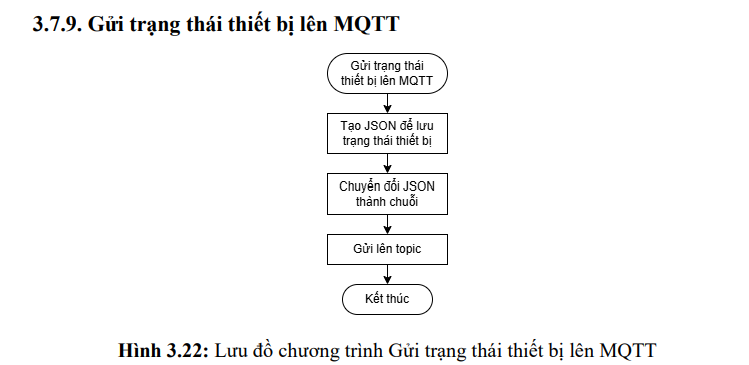 3.7.9. Gửi trạng thái thiết bị lên MQTT
Gửi trạng thái
thiết bị lên MQTT
Tạo JSON để lưu
trạng thái thiết bị
Chuyển đổi JSON
thành chuỗi
Gửi lên topic
Kết thúc
Hình 3.22: Lưu đồ chương trình Gửi trạng thái thiết bị lên MQTT